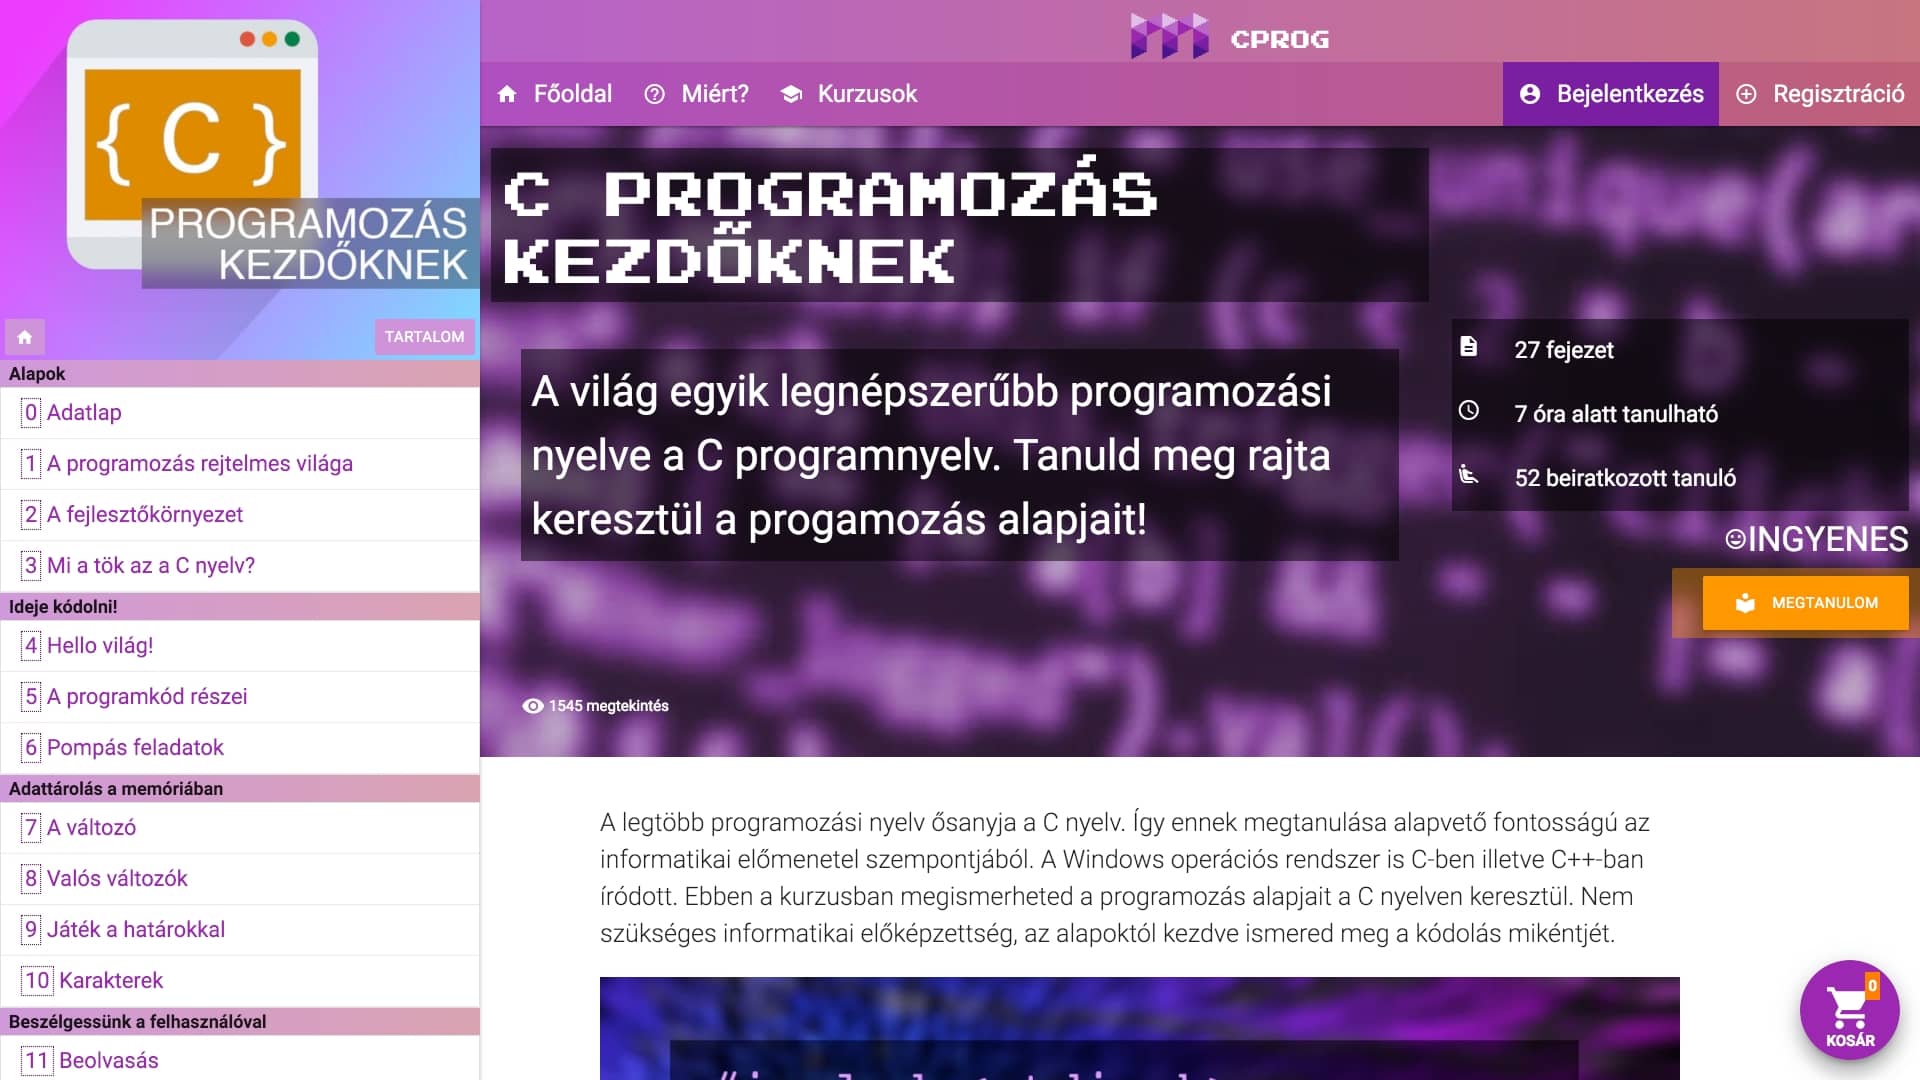 { C }
PROGRAMOZÁS
KEZDŐKNEK
TARTALOM
Alapok
0 Adatlap
1 A programozás rejtelmes világa
2 A fejlesztőkörnyezet
3 Mi a tök az a C nyelv?
Ideje kódolni!
4 Hello világ!
5 A programkód részei
6 Pompás feladatok
Adattárolás a memóriában
7 A változó
8 Valós változók
9 Játék a határokkal
10 Karakterek
Beszélgessünk a felhasználóval
11 Beolvasás
CPROG
Főoldal Miért? Kurzusok Bejelentkezés Regisztráció
C PROGRAMOZÁS
KEZDŐKNEK
A világ egyik legnépszerűbb programozási
nyelve a C programnyelv. Tanuld meg rajta
keresztül a progamozás alapjait!
27 fejezet
7 óra alatt tanulható
52 beiratkozott tanuló
INGYENES
MEGTANULOM
1545 megtekintés
A legtöbb programozási nyelv ősanyja a C nyelv. Így ennek megtanulása alapvető fontosságú az
informatikai előmenetel szempontjából. A Windows operációs rendszer is C-ben illetve C++-ban
íródott. Ebben a kurzusban megismerheted a programozás alapjait a C nyelven keresztül. Nem
szükséges informatikai előképzettség, az alapoktól kezdve ismered meg a kódolás mikéntjét.
0
KOSÁR